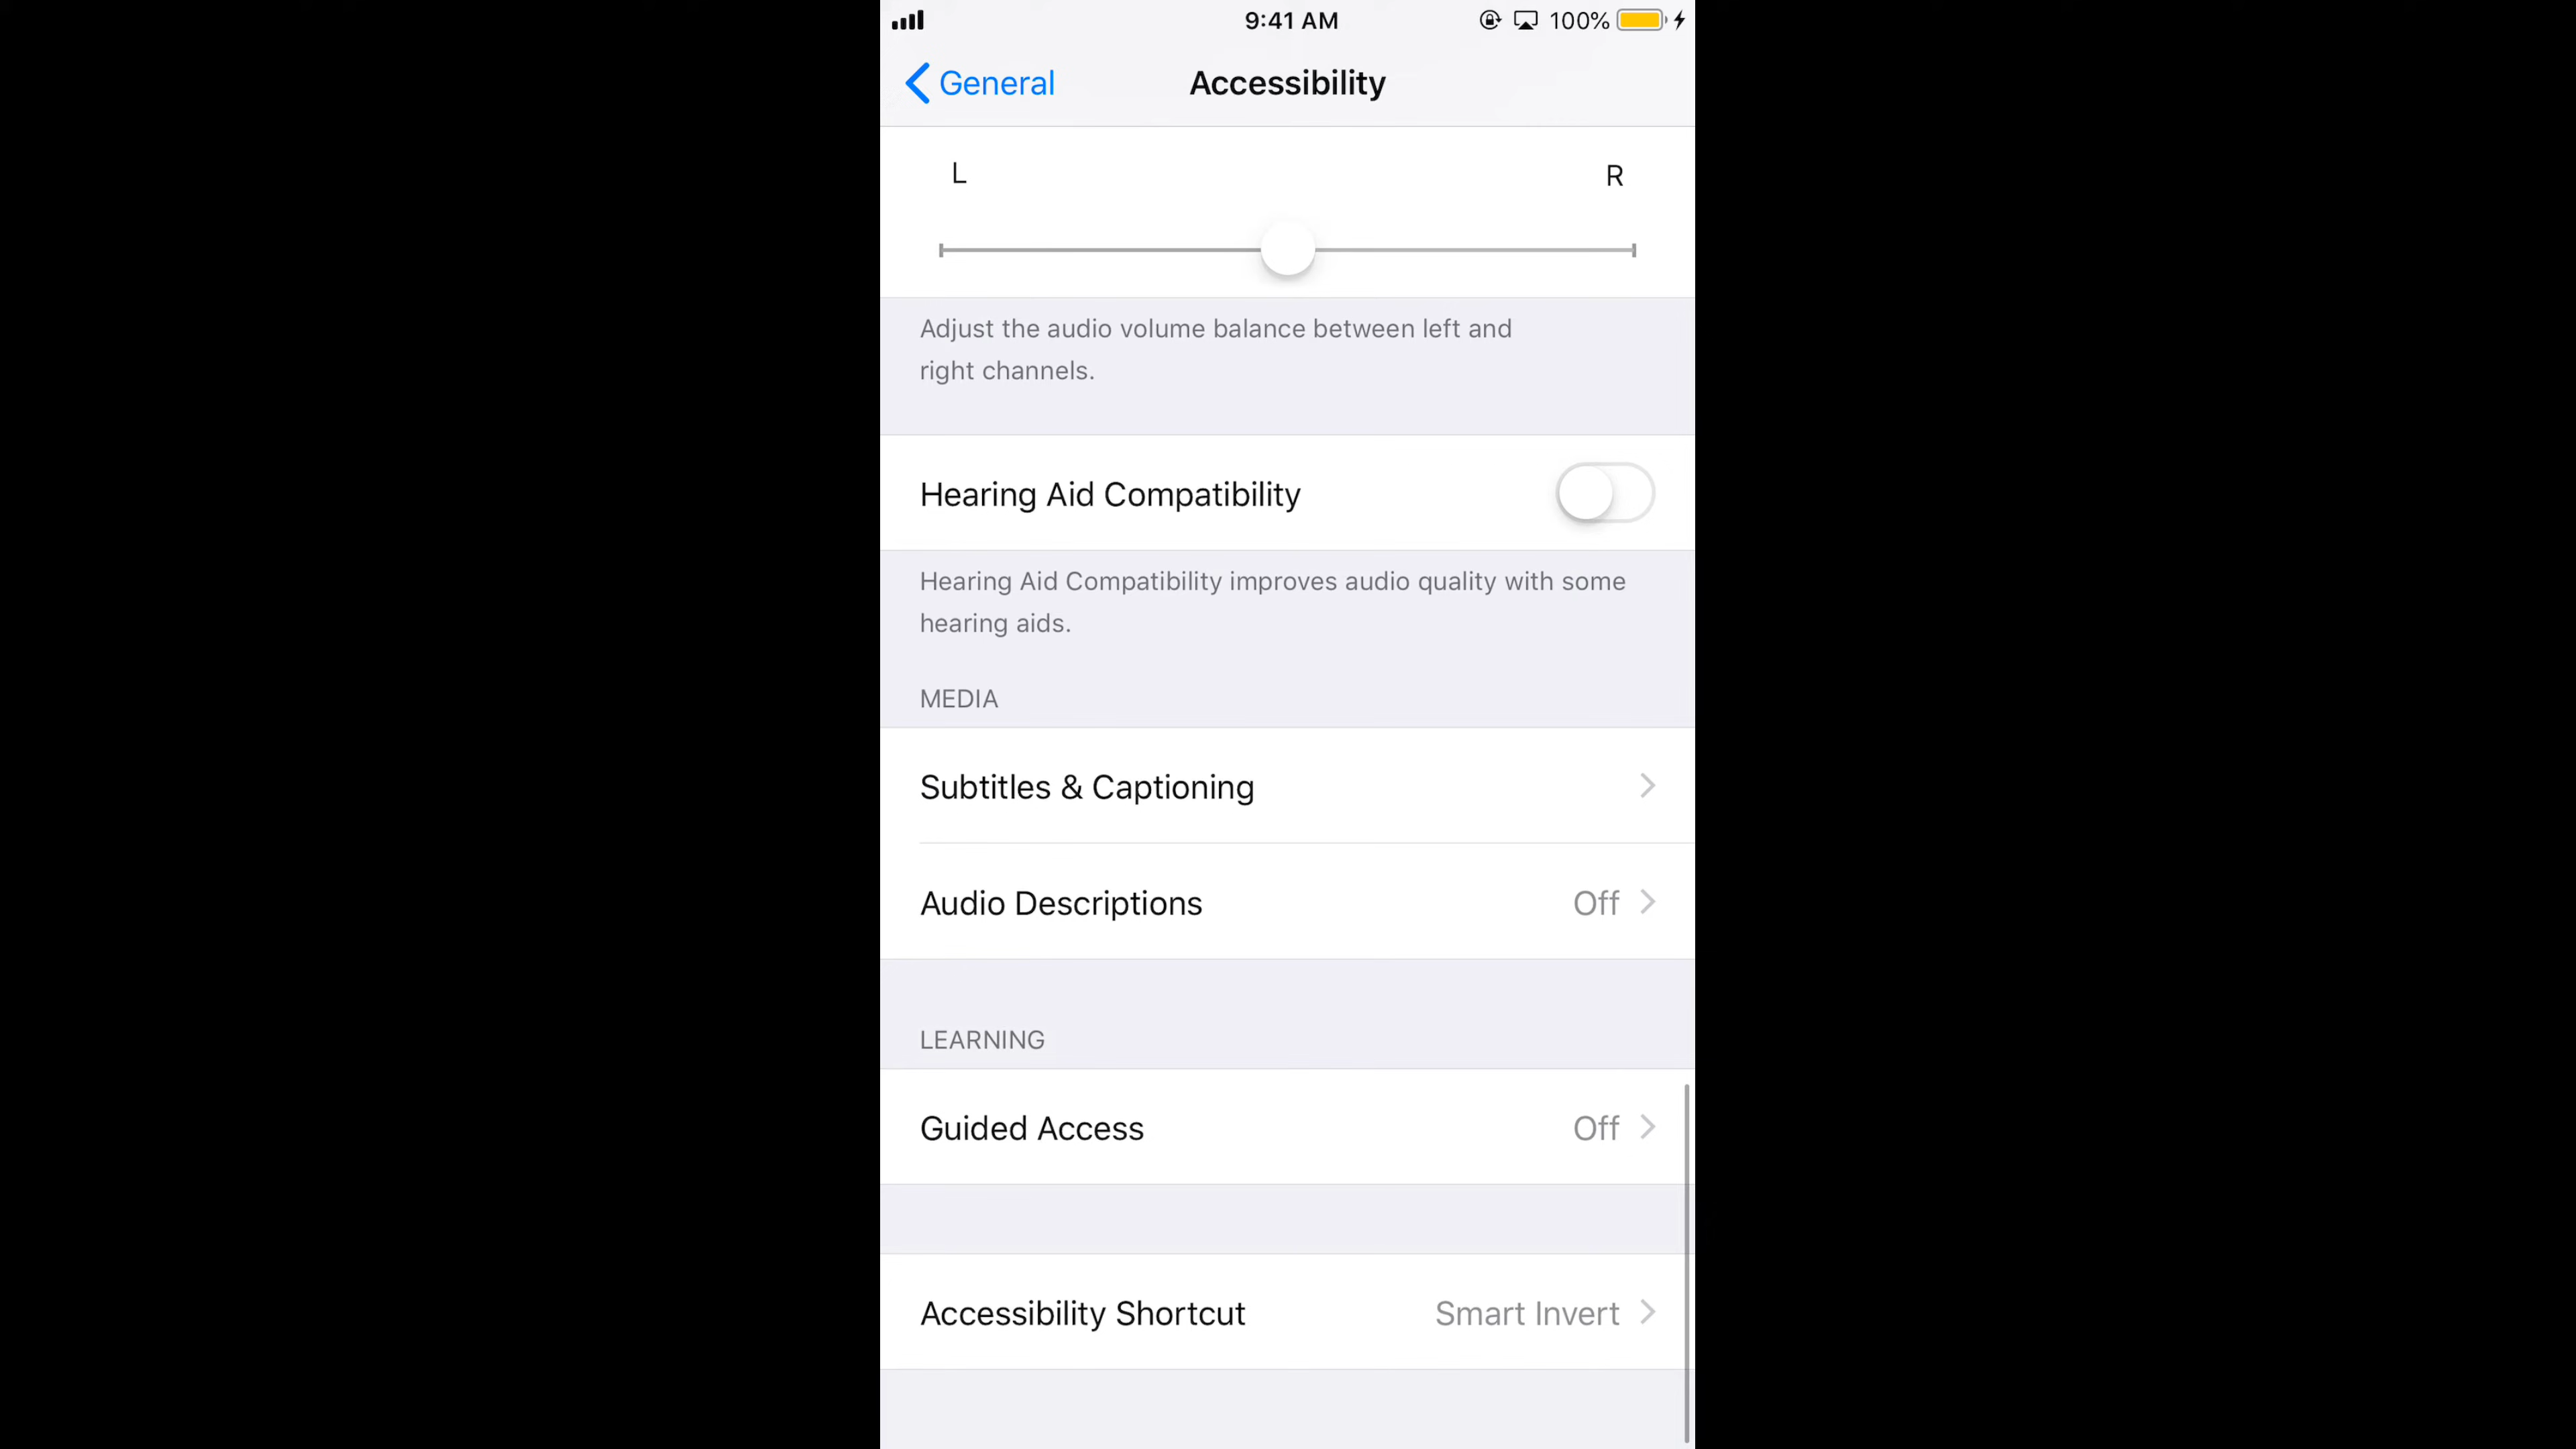 9:41 AM
100%
General
Accessibility
L
R
Adjust the audio volume balance between left and
right channels.
Hearing Aid Compatibility
Hearing Aid Compatibility improves audio quality with some
hearing aids.
MEDIA
Subtitles & Captioning
Audio Descriptions Off
LEARNING
Guided Access Off
Accessibility Shortcut Smart Invert